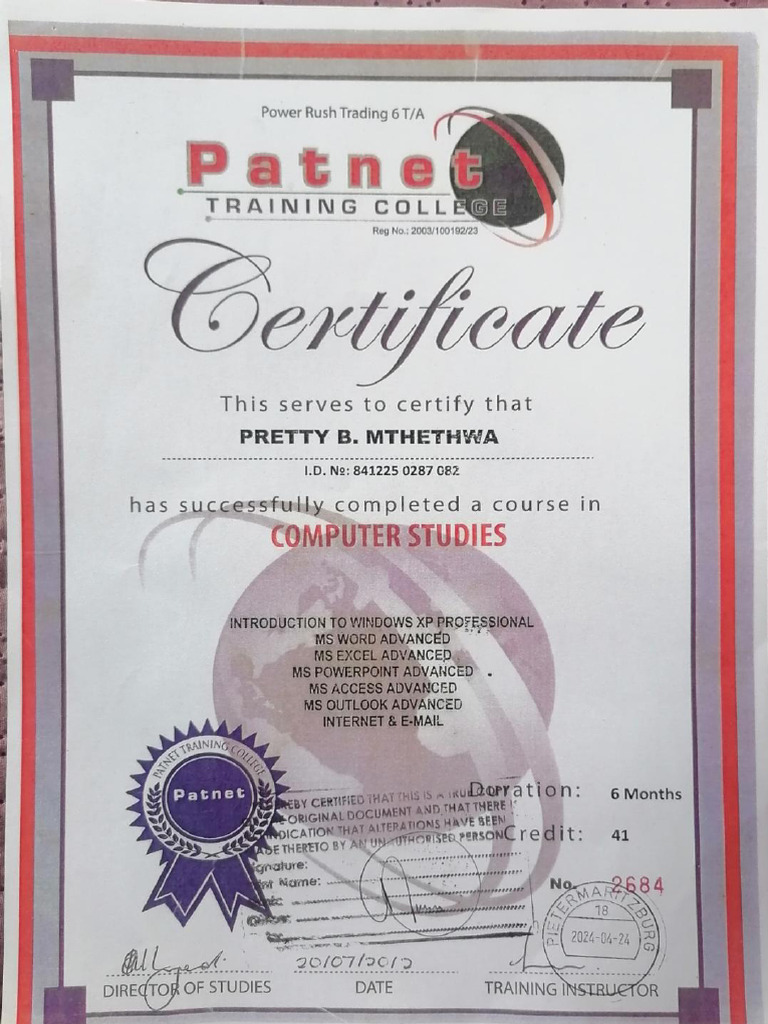 Power Rush Trading 6 T/A
Patnet
TRAINING COLLEGE
Reg No.: 2003/100192/23
Certificate
This serves to certify that
PRETTY B. MTHETHWA
I.D. №: 841225 0287 082
has successfully completed a course in
COMPUTER STUDIES
INTRODUCTION TO WINDOWS XP PROFESSIONAL
MS WORD ADVANCED
MS EXCEL ADVANCED
MS POWERPOINT ADVANCED
MS ACCESS ADVANCED
MS OUTLOOK ADVANCED
INTERNET & E-MAIL
PATNET TRAINING COLLEGE
Patnet
Duration: 6 Months
CERTIFIED THAT THIS IS A TRUE COPY
ORIGINAL DOCUMENT AND THAT THERE
INDICATION THAT ALTERATIONS HAVE BEEN
THERETO BY AN UNAUTHORISED PERSON
Credit: 41
Name:
No. 2684
PIETERMARITZBURG
18
2024-04-24
20/07/2012
DIRECTOR OF STUDIES DATE TRAINING INSTRUCTOR